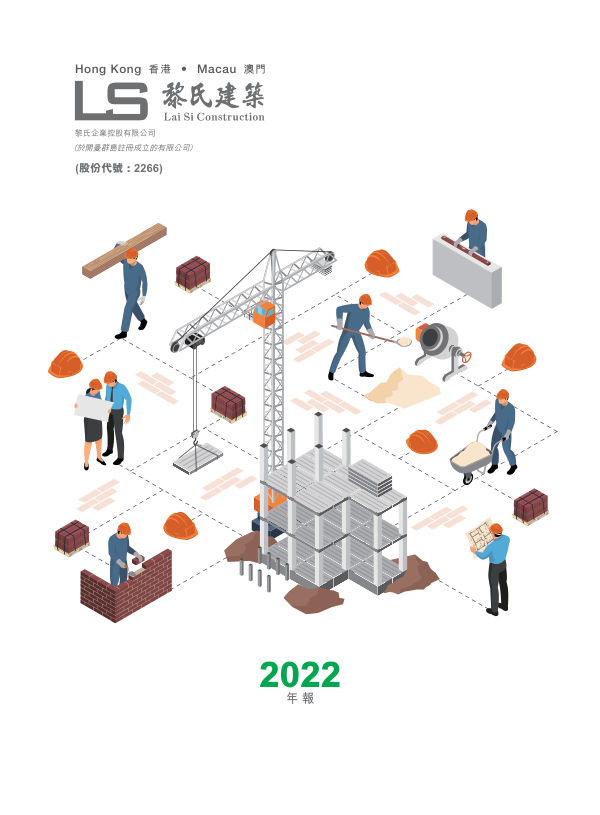 Hong Kong 香港 • Macau 澳門
LS 黎氏建築
Lai Si Construction
黎氏企業控股有限公司
(於開曼群島註冊成立的有限公司)
(股份代號：2266)
2022
年報